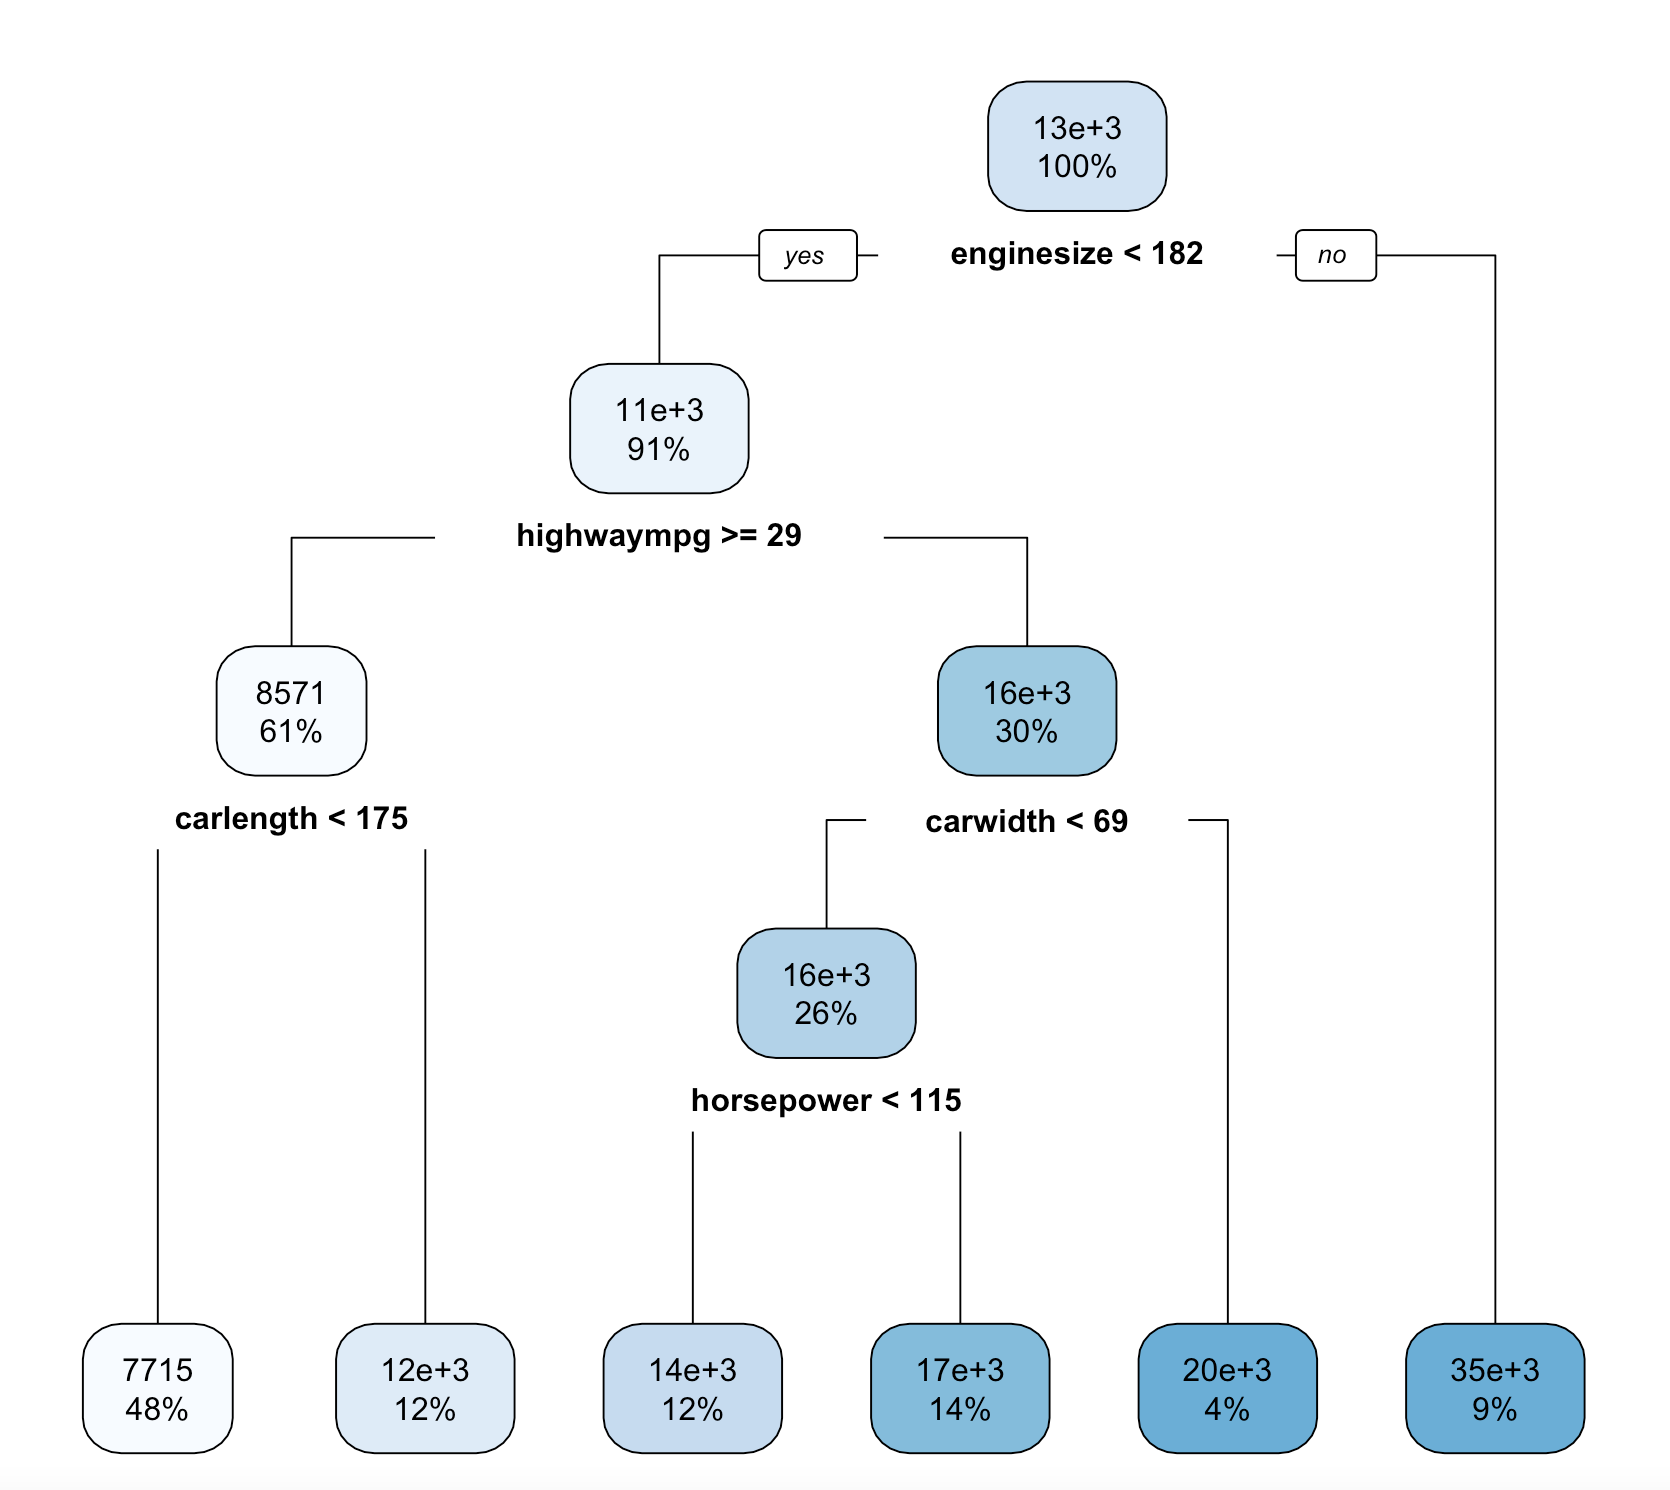 13e+3
100%
yes
enginesize < 182
no
11e+3
91%
highwaympg >= 29
8571
61%
16e+3
30%
carlength < 175
carwidth < 69
16e+3
26%
horsepower < 115
7715
48%
12e+3
12%
14e+3
12%
17e+3
14%
20e+3
4%
35e+3
9%